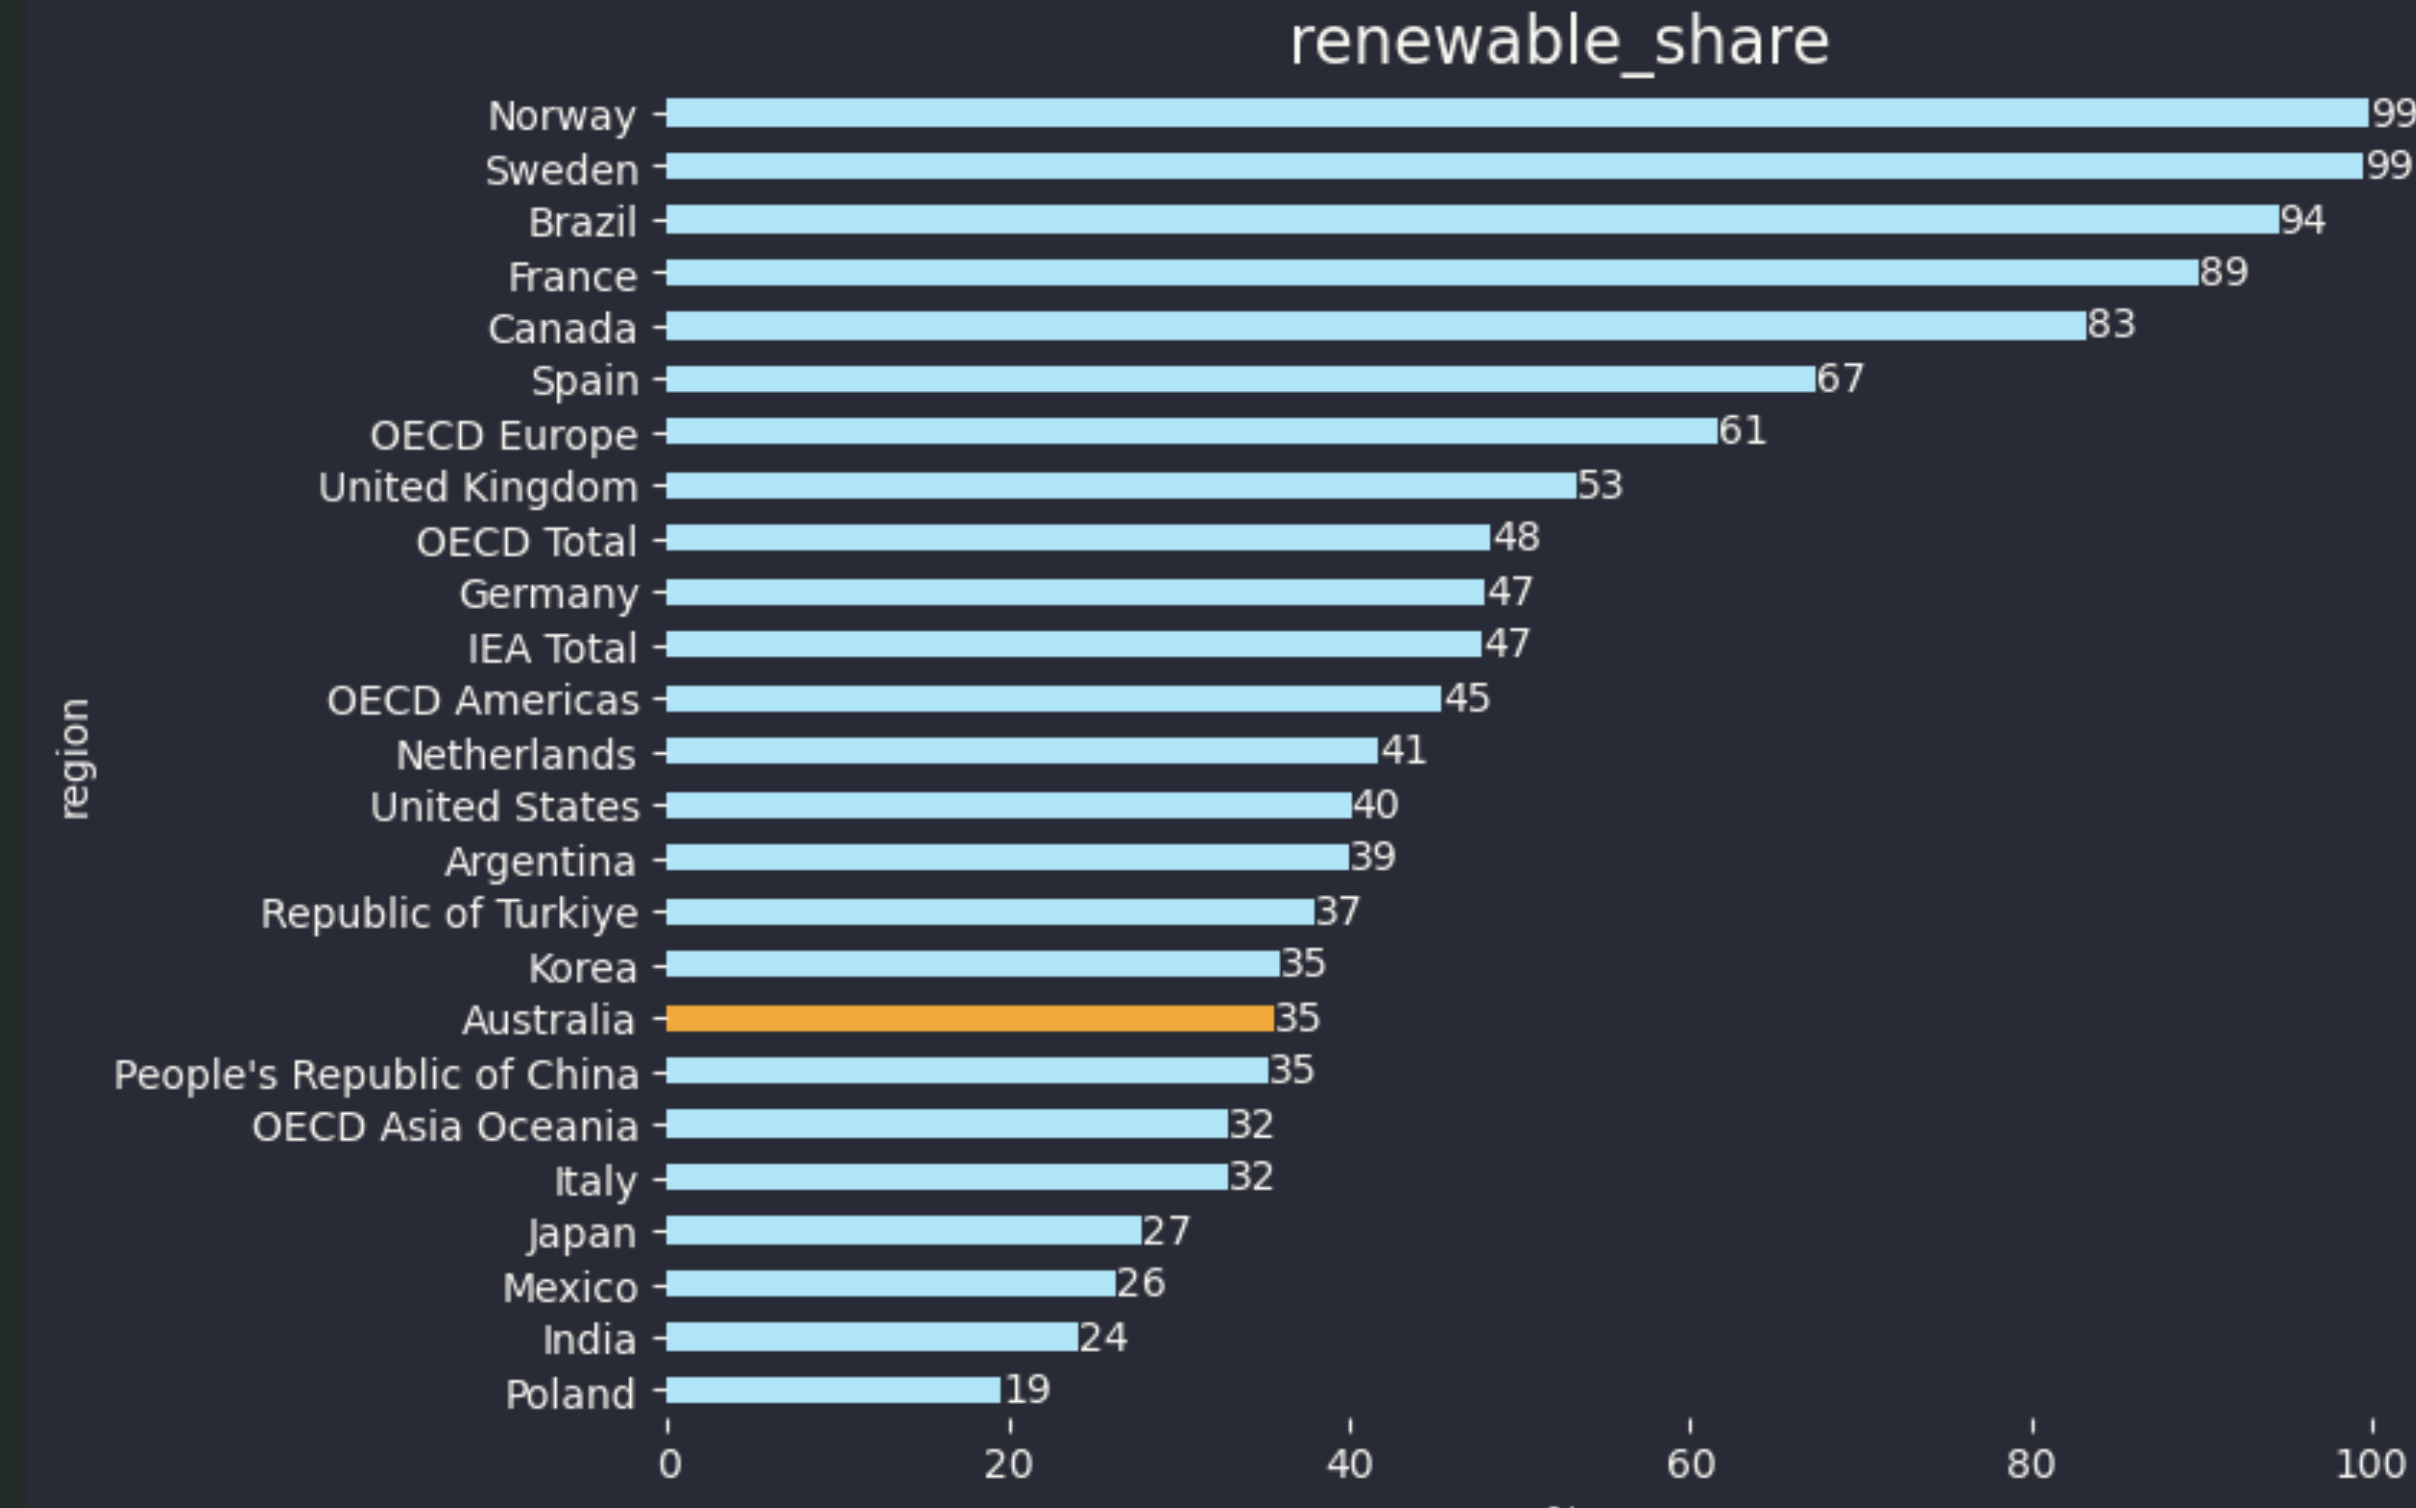 renewable_share
Norway 99
Sweden 99
Brazil 94
France 89
Canada 83
Spain 67
OECD Europe 61
United Kingdom 53
OECD Total 48
Germany 47
IEA Total 47
OECD Americas 45
Netherlands 41
United States 40
Argentina 39
Republic of Turkiye 37
Korea 35
Australia 35
People's Republic of China 35
OECD Asia Oceania 32
Italy 32
Japan 27
Mexico 26
India 24
Poland 19
region
0 20 40 60 80 100